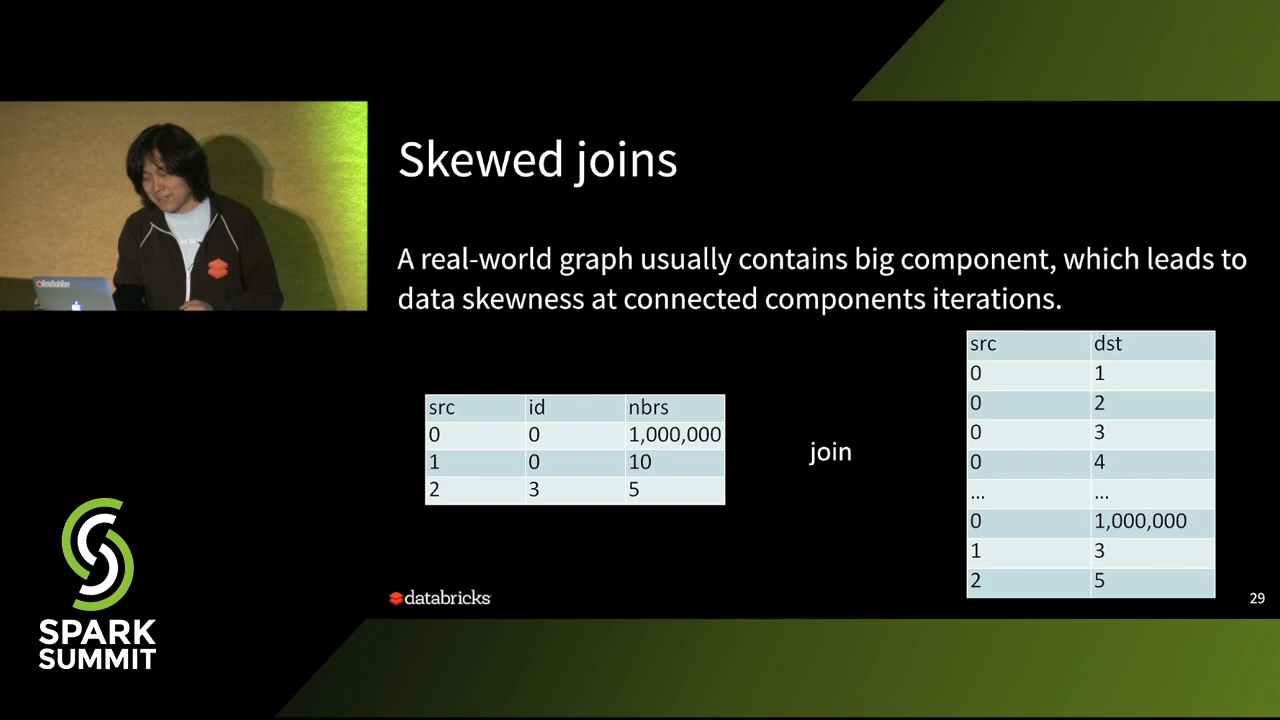 Skewed joins
A real-world graph usually contains big component, which leads to
data skewness at connected components iterations.
src id nbrs
0 0 1,000,000
1 0 10
2 3 5
join
src dst
0 1
0 2
0 3
0 4
... ...
0 1,000,000
1 3
2 5
databricks
29
SPARK
SUMMIT
databricks